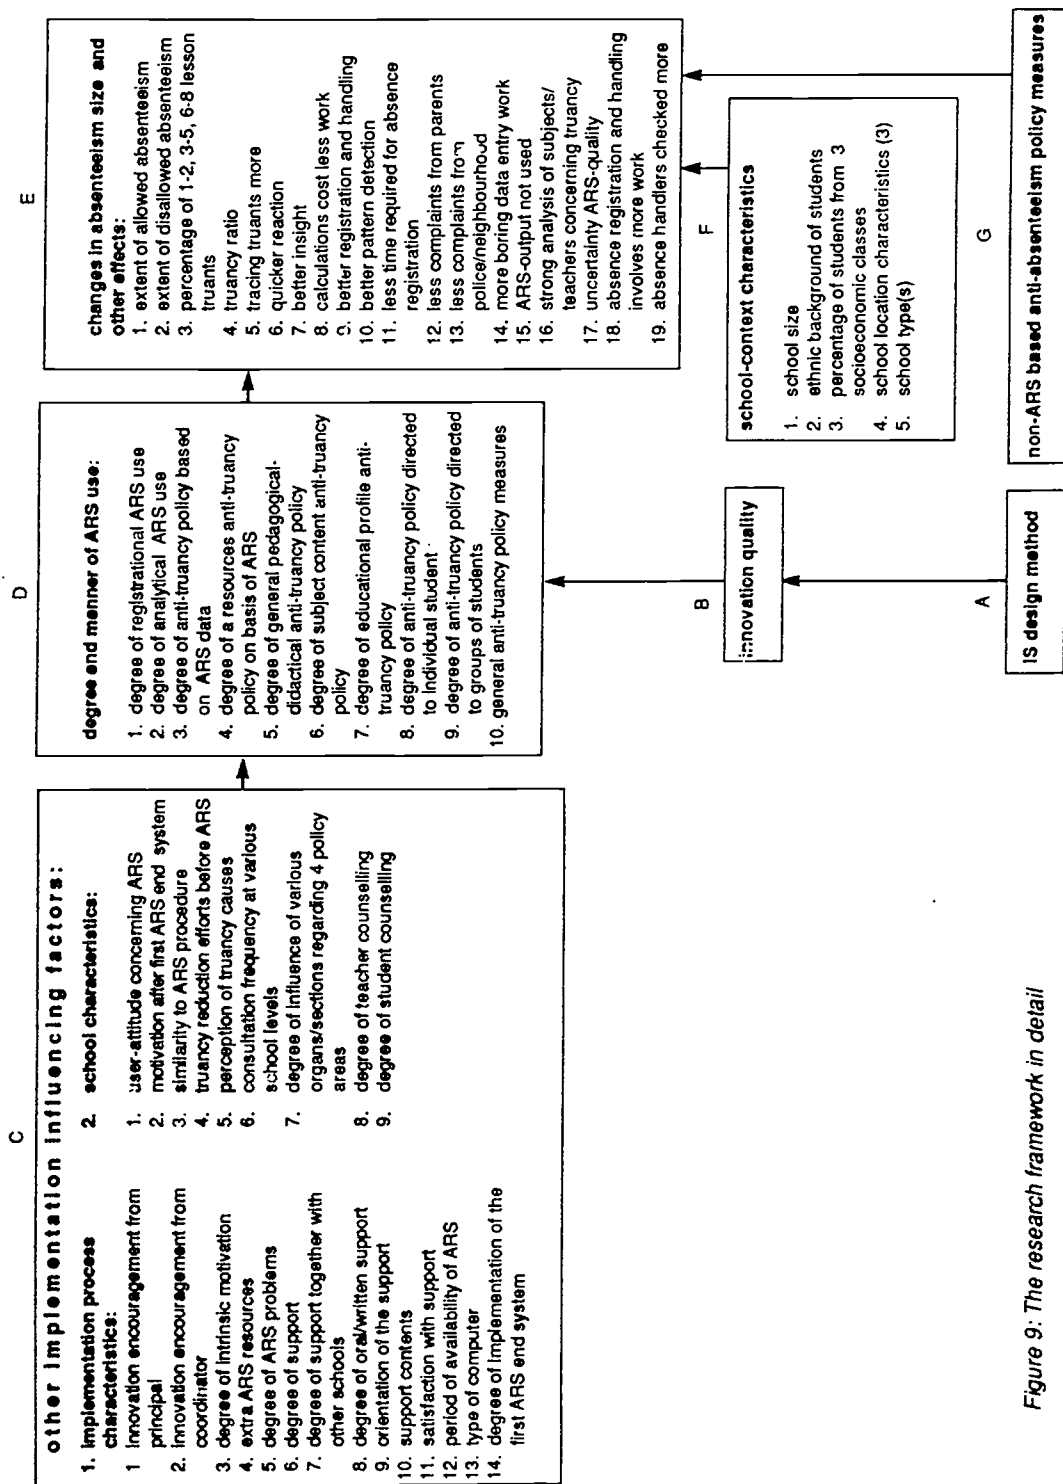 C
other implementation influencing factors:
1. implementation process
characteristics:
1 innovation encouragement from
principal
2. innovation encouragement from
coordinator
3. degree of intrinsic motivation
4. extra ARS resources
5. degree of ARS problems
6. degree of support
7. degree of support together with
other schools
8. degree of oral/written support
9. orientation of the support
10. support contents
11. satisfaction with support
12. period of availability of ARS
13. type of computer
14. degree of implementation of the
first ARS end system
2. school characteristics:
1. user-attitude concerning ARS
2. motivation after first ARS end system
3. similarity to ARS procedure
4. truancy reduction efforts before ARS
5. perception of truancy causes
6. consultation frequency at various
school levels
7. degree of influence of various
organs/sections regarding 4 policy
areas
8. degree of teacher counselling
9. degree of student counselling
D
degree end menner of ARS use:
1. degree of registrational ARS use
2. degree of analytical ARS use
3. degree of anti-truancy policy based
on ARS data
4. degree of a resources anti-truancy
policy on basis of ARS
5. degree of general pedagogical-
didactical anti-truancy policy
6. degree of subject content anti-truancy
policy
7. degree of educational profile anti-
truancy policy
8. degree of anti-truancy policy directed
to individual student
9. degree of anti-truancy policy directed
to groups of students
10. general anti-truancy policy measures
E
changes in absenteeism size and
other effects:
1. extent of allowed absenteeism
2. extent of disallowed absenteeism
3. percentage of 1-2, 3-5, 6-8 lesson
truants
4. truancy ratio
5. tracing truants more
6. quicker reaction
7. better insight
8. calculations cost less work
9. better registration and handling
10. better pattern detection
11. less time required for absence
registration
12. less complaints from parents
13. less complaints from
police/neighbourhood
14. more boring data entry work
15. ARS-output not used
16. strong analysis of subjects/
teachers concerning truancy
17. uncertainty ARS-quality
18. absence registration and handling
involves more work
19. absence handlers checked more
B
innovation quality
A
IS design method
F
school-context characteristics
1. school size
2. ethnic background of students
3. percentage of students from 3
socioeconomic classes
4. school location characteristics (3)
5. school type(s)
G
non-ARS based anti-absenteism policy measures
Figure 9: The research framework in detail